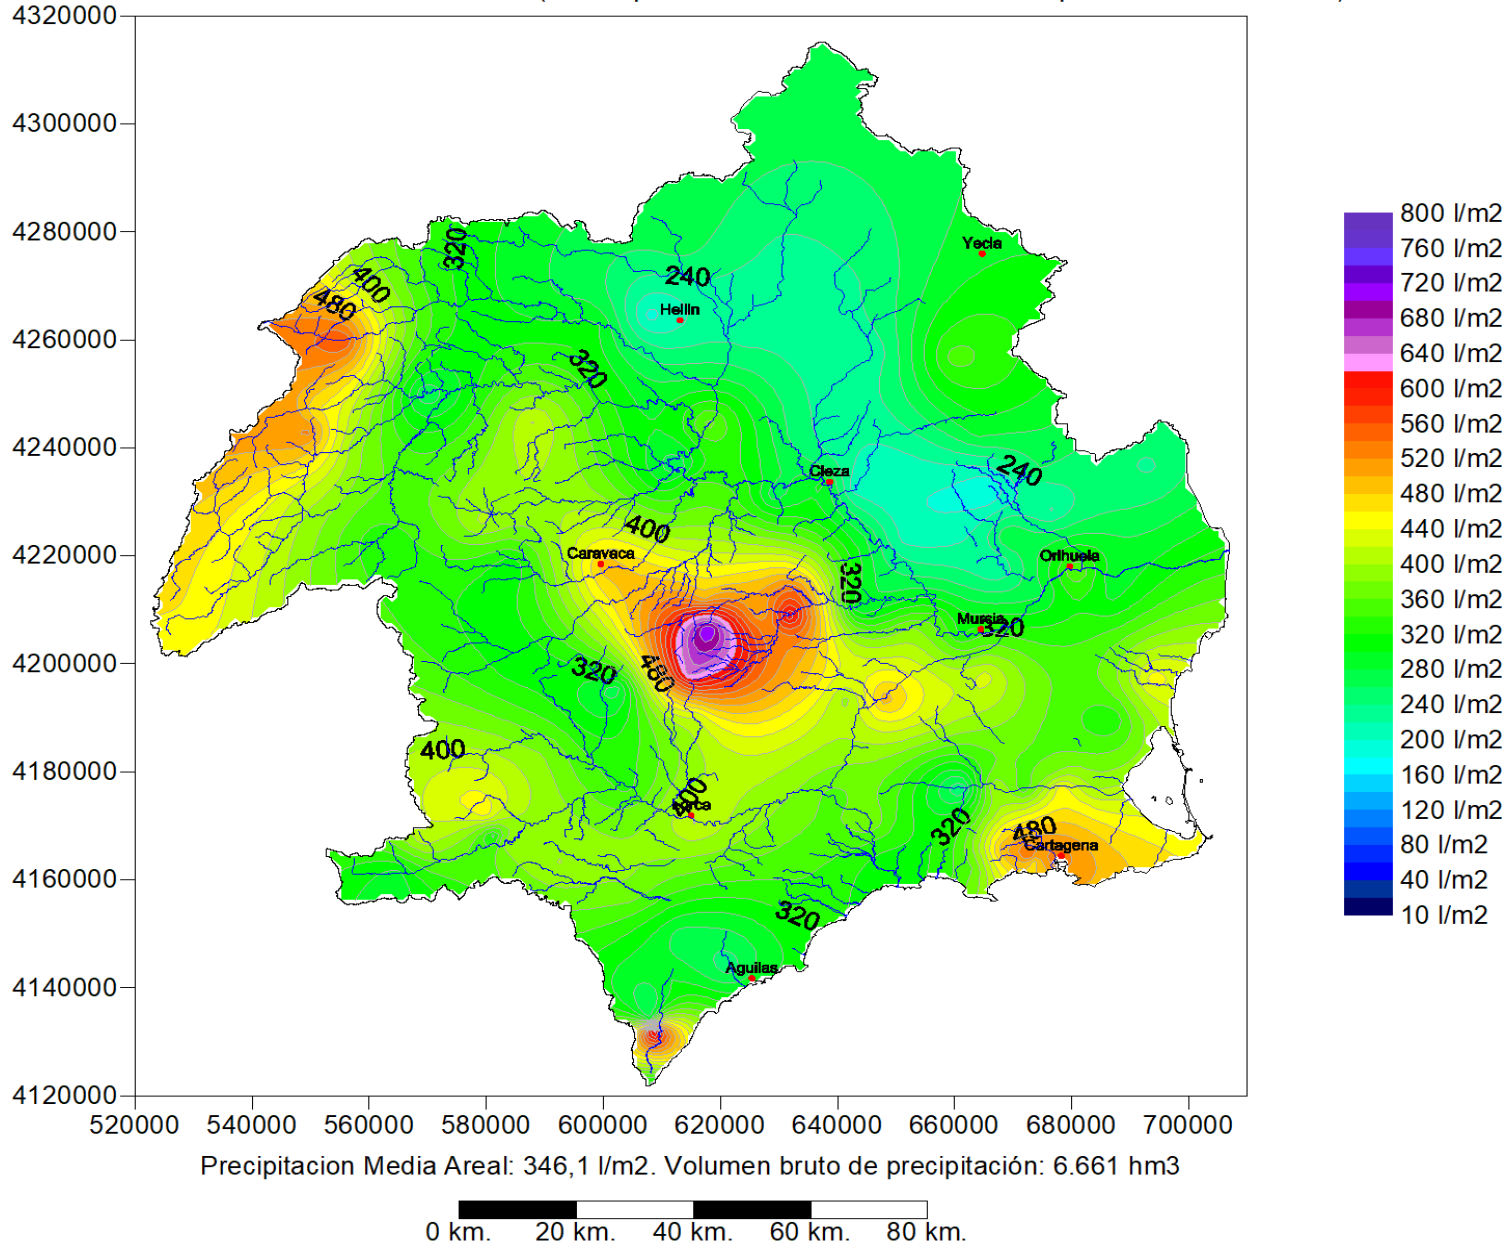 4320000
4300000
4280000
4260000
4240000
4220000
4200000
4180000
4160000
4140000
4120000
520000 540000 560000 580000 600000 620000 640000 660000 680000 700000
Yecla
320
400
480
240
Hellin
320
Cieza
240
400
Caravaca
Orihuela
320
Murcia
320
480
320
400
400
Lorca
320
480
Cartagena
320
Aguilas
800 l/m2
760 l/m2
720 l/m2
680 l/m2
640 l/m2
600 l/m2
560 l/m2
520 l/m2
480 l/m2
440 l/m2
400 l/m2
360 l/m2
320 l/m2
280 l/m2
240 l/m2
200 l/m2
160 l/m2
120 l/m2
80 l/m2
40 l/m2
10 l/m2
Precipitacion Media Areal: 346,1 l/m2. Volumen bruto de precipitación: 6.661 hm3
0 km. 20 km. 40 km. 60 km. 80 km.